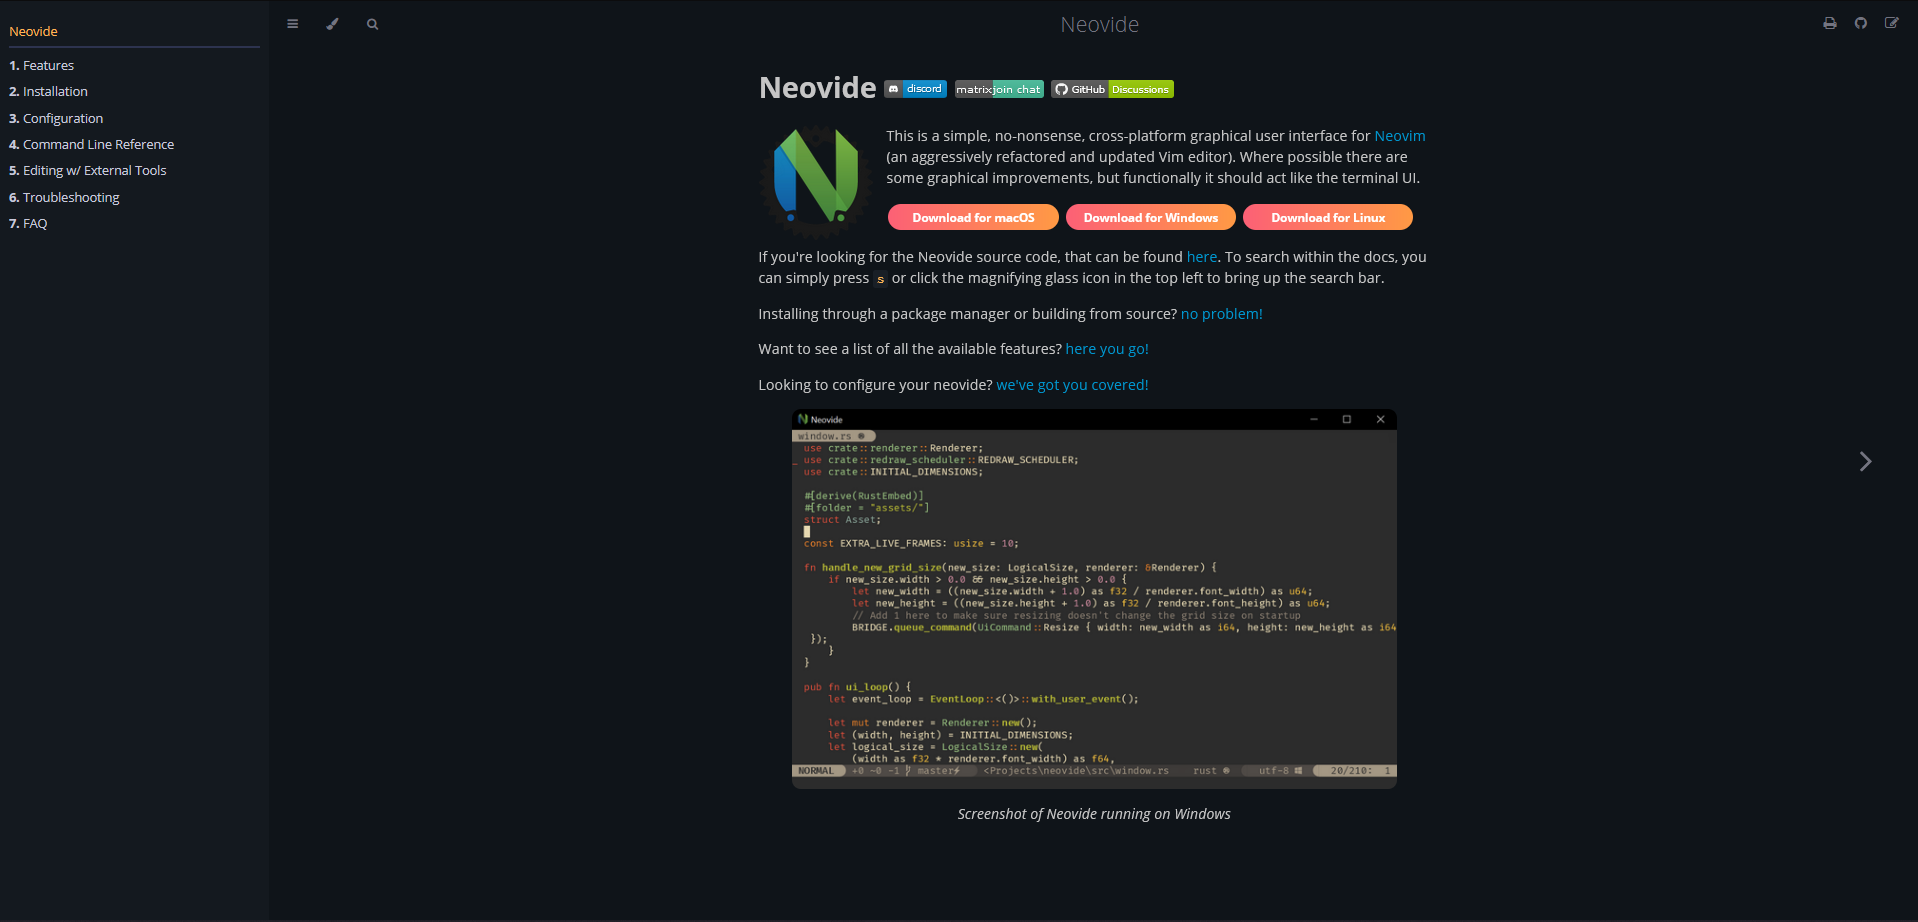 Neovide
1. Features
2. Installation
3. Configuration
4. Command Line Reference
5. Editing w/ External Tools
6. Troubleshooting
7. FAQ
Neovide
Neovide discord matrix join chat GitHub Discussions
This is a simple, no-nonsense, cross-platform graphical user interface for Neovim
(an aggressively refactored and updated Vim editor). Where possible there are
some graphical improvements, but functionally it should act like the terminal UI.
Download for macOS Download for Windows Download for Linux
If you're looking for the Neovide source code, that can be found here. To search within the docs, you
can simply press s or click the magnifying glass icon in the top left to bring up the search bar.
Installing through a package manager or building from source? no problem!
Want to see a list of all the available features? here you go!
Looking to configure your neovide? we've got you covered!
Neovide
window.rs
use crate::renderer::Renderer;
use crate::redraw_scheduler::REDRAW_SCHEDULER;
use crate::INITIAL_DIMENSIONS;
#[derive(RustEmbed)]
#[folder = "assets/"]
struct Asset;
const EXTRA_LIVE_FRAMES: usize = 10;
fn handle_new_grid_size(new_size: LogicalSize, renderer: &Renderer) {
if new_size.width > 0.0 && new_size.height > 0.0 {
let new_width = ((new_size.width + 1.0) as f32 / renderer.font_width) as u64;
let new_height = ((new_size.height + 1.0) as f32 / renderer.font_height) as u64;
// Add 1 here to make sure resizing doesn't change the grid size on startup
BRIDGE.queue_command(UiCommand::Resize { width: new_width as i64, height: new_height as i64
});
}
}
pub fn ui_loop() {
let event_loop = EventLoop::<()>::with_user_event();
let mut renderer = Renderer::new();
let (width, height) = INITIAL_DIMENSIONS;
let logical_size = LogicalSize::new(
(width as f32 * renderer.font_width) as f64,
NORMAL +0 ~0 -1 master <Projects\neovide\src\window.rs rust utf-8 20/210: 1
Screenshot of Neovide running on Windows